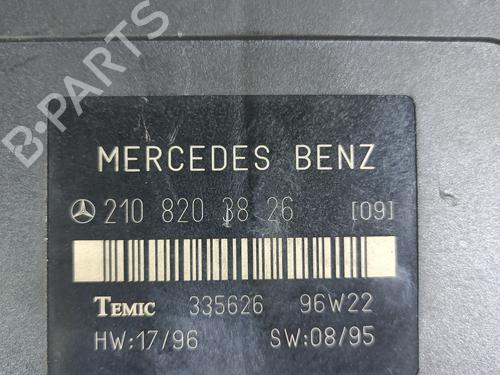 B-PARTS
MERCEDES BENZ
210 820 38 26 [09]
TEMIC 335626 96W22
HW:17/96 SW:08/95